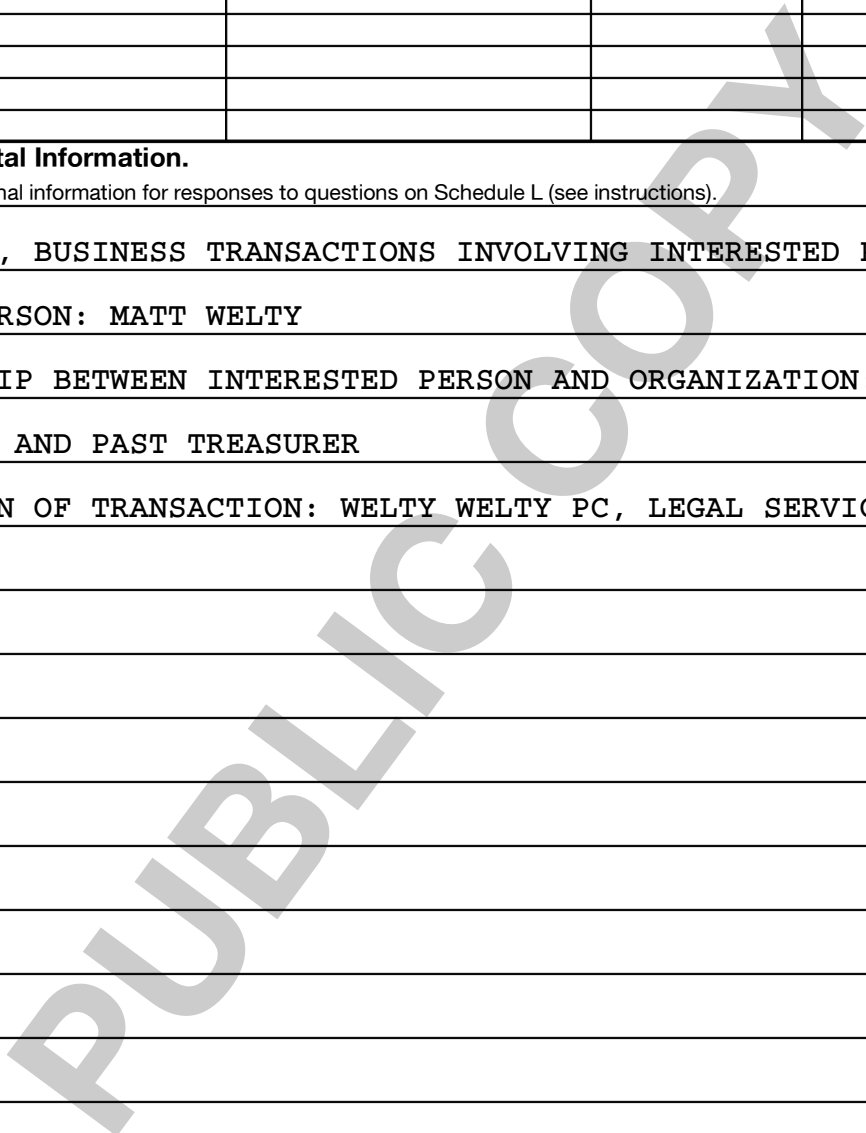 tal Information.
nal information for responses to questions on Schedule L (see instructions).
, BUSINESS TRANSACTIONS INVOLVING INTERESTED
RSON: MATT WELTY
IP BETWEEN INTERESTED PERSON AND ORGANIZATION
AND PAST TREASURER
N OF TRANSACTION: WELTY WELTY PC, LEGAL SERVIC
PUBLIC COPY